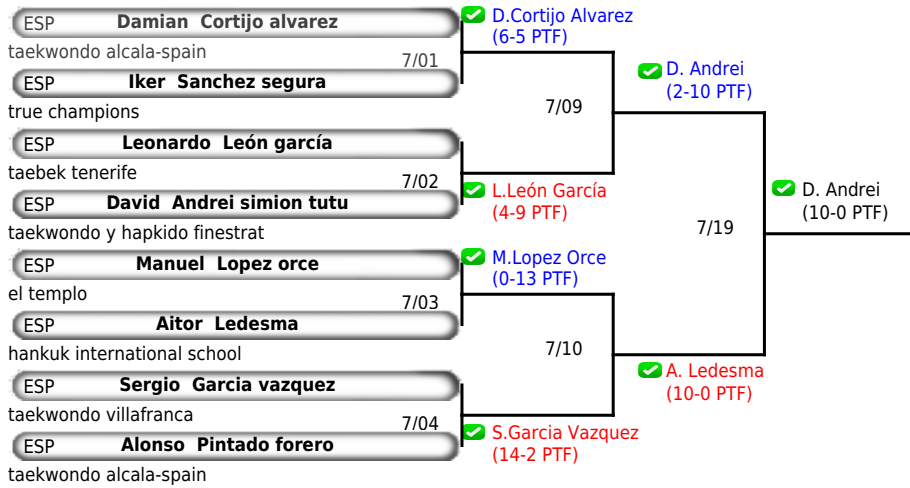 ESP Damian Cortijo alvarez
taekwondo alcala-spain
7/01
ESP Iker Sanchez segura
true champions
ESP Leonardo León garcía
taebek tenerife
7/02
ESP David Andrei simion tutu
taekwondo y hapkido finestrat
ESP Manuel Lopez orce
el templo
7/03
ESP Aitor Ledesma
hankuk international school
ESP Sergio Garcia vazquez
taekwondo villafranca
7/04
ESP Alonso Pintado forero
taekwondo alcala-spain
D.Cortijo Alvarez
(6-5 PTF)
7/09
L.León García
(4-9 PTF)
M.Lopez Orce
(0-13 PTF)
7/10
S.Garcia Vazquez
(14-2 PTF)
D. Andrei
(2-10 PTF)
7/19
A. Ledesma
(10-0 PTF)
D. Andrei
(10-0 PTF)